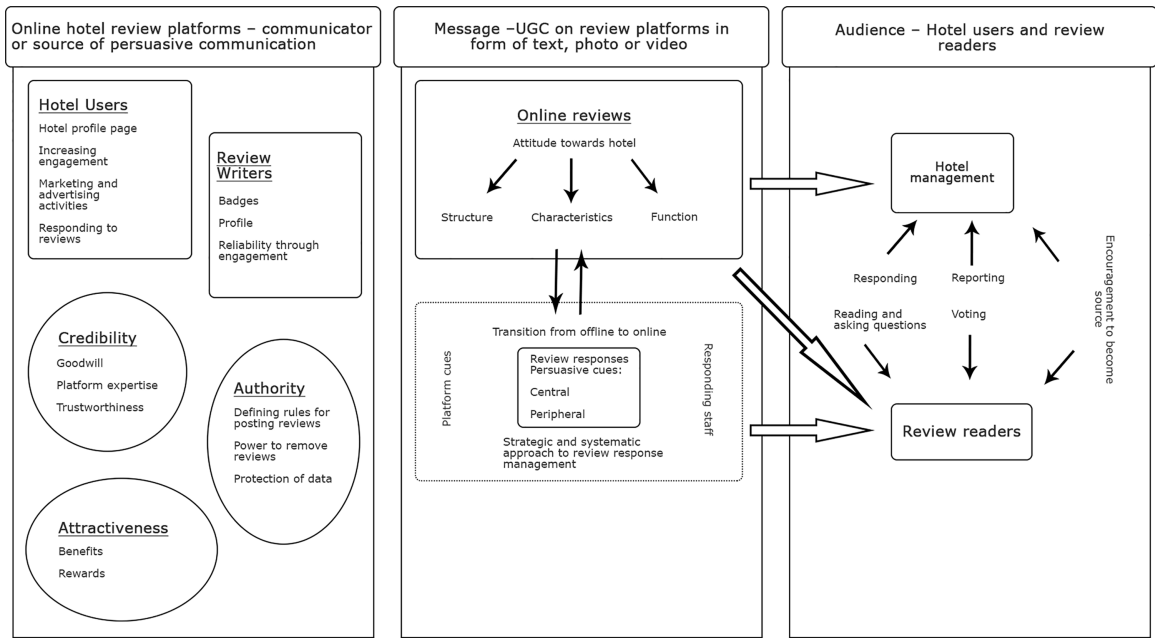 Online hotel review platforms – communicator
or source of persuasive communication
Hotel Users
Hotel profile page
Increasing
engagement
Marketing and
advertising
activities
Responding to
reviews
Review
Writers
Badges
Profile
Reliability through
engagement
Credibility
Goodwill
Platform expertise
Trustworthiness
Authority
Defining rules for
posting reviews
Power to remove
reviews
Protection of data
Attractiveness
Benefits
Rewards
Message –UGC on review platforms in
form of text, photo or video
Online reviews
Attitude towards hotel
Structure
Characteristics
Function
Transition from offline to online
Platform cues
Review responses
Persuasive cues:
Central
Peripheral
Responding staff
Strategic and systematic
approach to review response
management
Audience – Hotel users and review
readers
Hotel
management
Responding
Reporting
Reading and
asking questions
Voting
Encouragement to become
source
Review readers